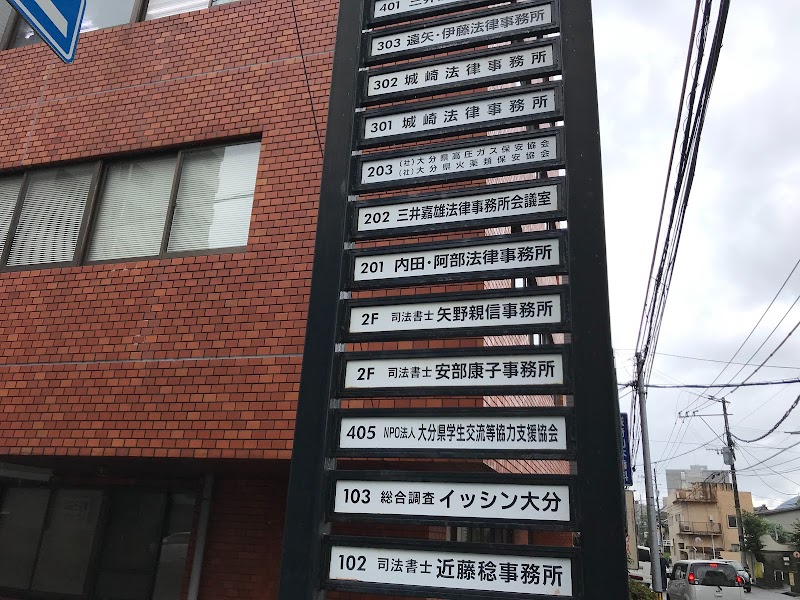 401 三井
303 遠矢・伊藤法律事務所
302 城崎法律事務所
301 城崎法律事務所
203 (社)大分県高圧ガス保安協会
(社)大分県火薬類保安協会
202 三井嘉雄法律事務所会議室
201 内田・阿部法律事務所
2F 司法書士 矢野親信事務所
2F 司法書士 安部康子事務所
405 NPO法人 大分県学生交流等協力支援協会
103 総合調査 イッシン大分
102 司法書士 近藤稔事務所